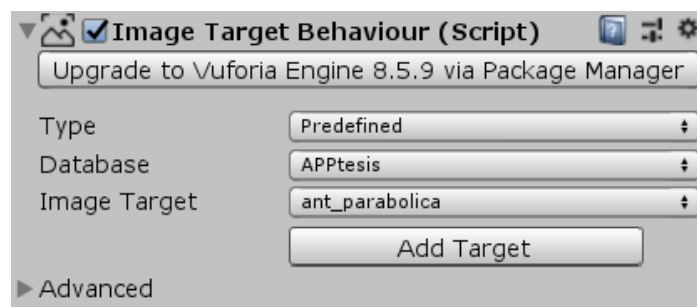 Image Target Behaviour (Script)
Upgrade to Vuforia Engine 8.5.9 via Package Manager
Type Predefined
Database APPtesis
Image Target ant_parabolica
Add Target
Advanced